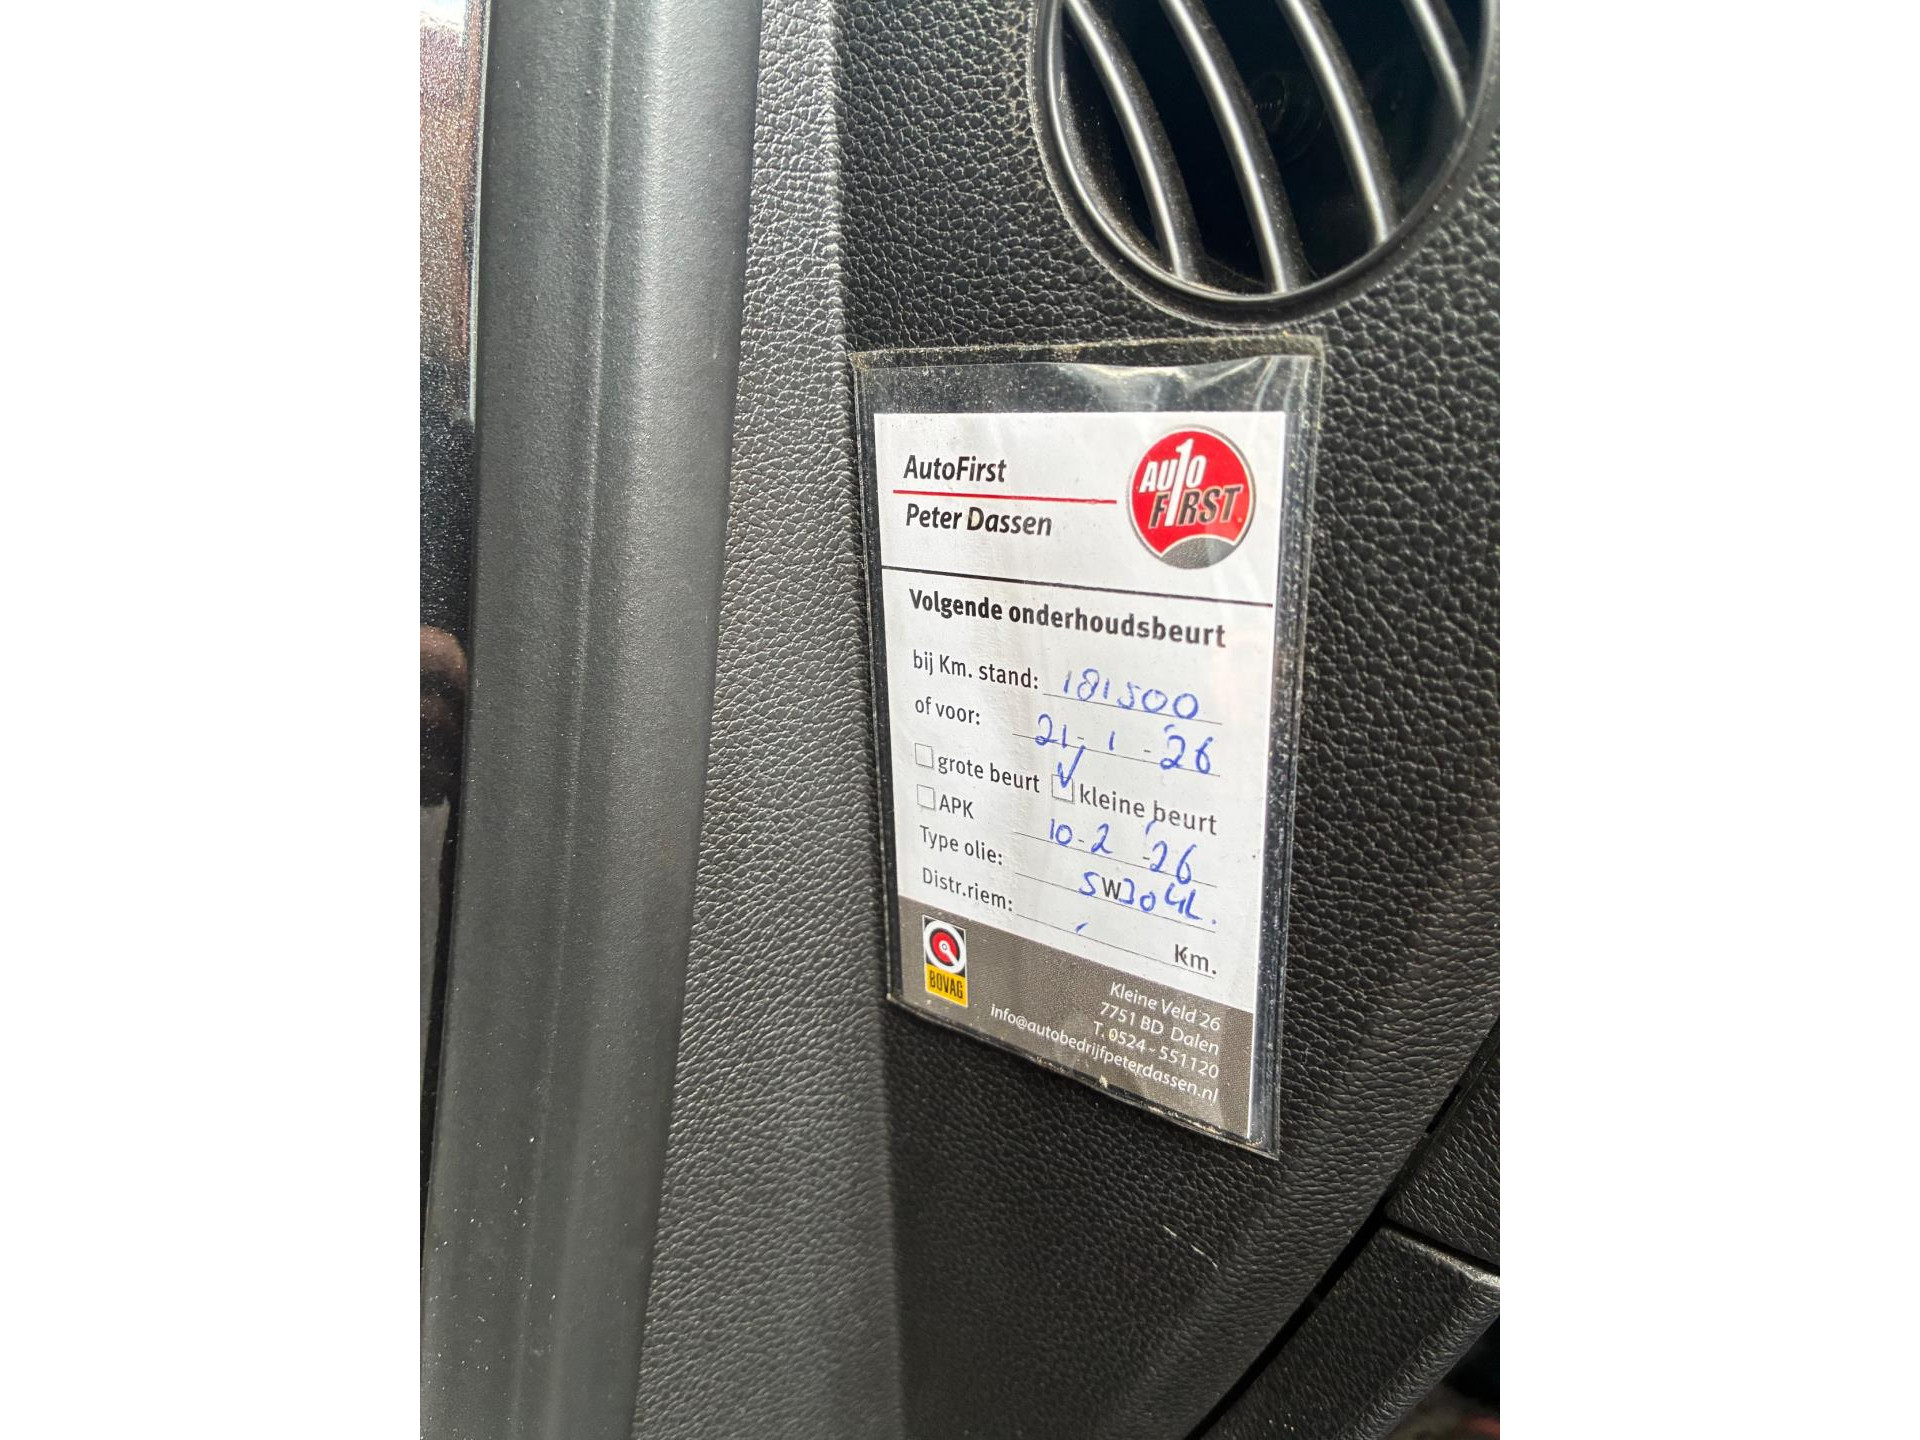 AutoFirst
Peter Dassen
AUTO
FIRST
Volgende onderhoudsbeurt
bij Km. stand: 181500
of voor: 21-1-26
grote beurt kleine beurt
APK 10-2-26
Type olie: 5W30 4L.
Distr.riem: Km.
BOVAG
Kleine Veld 26
7751 BD Dalen
T. 0524 - 551120
info@autobedrijfpeterdassen.nl